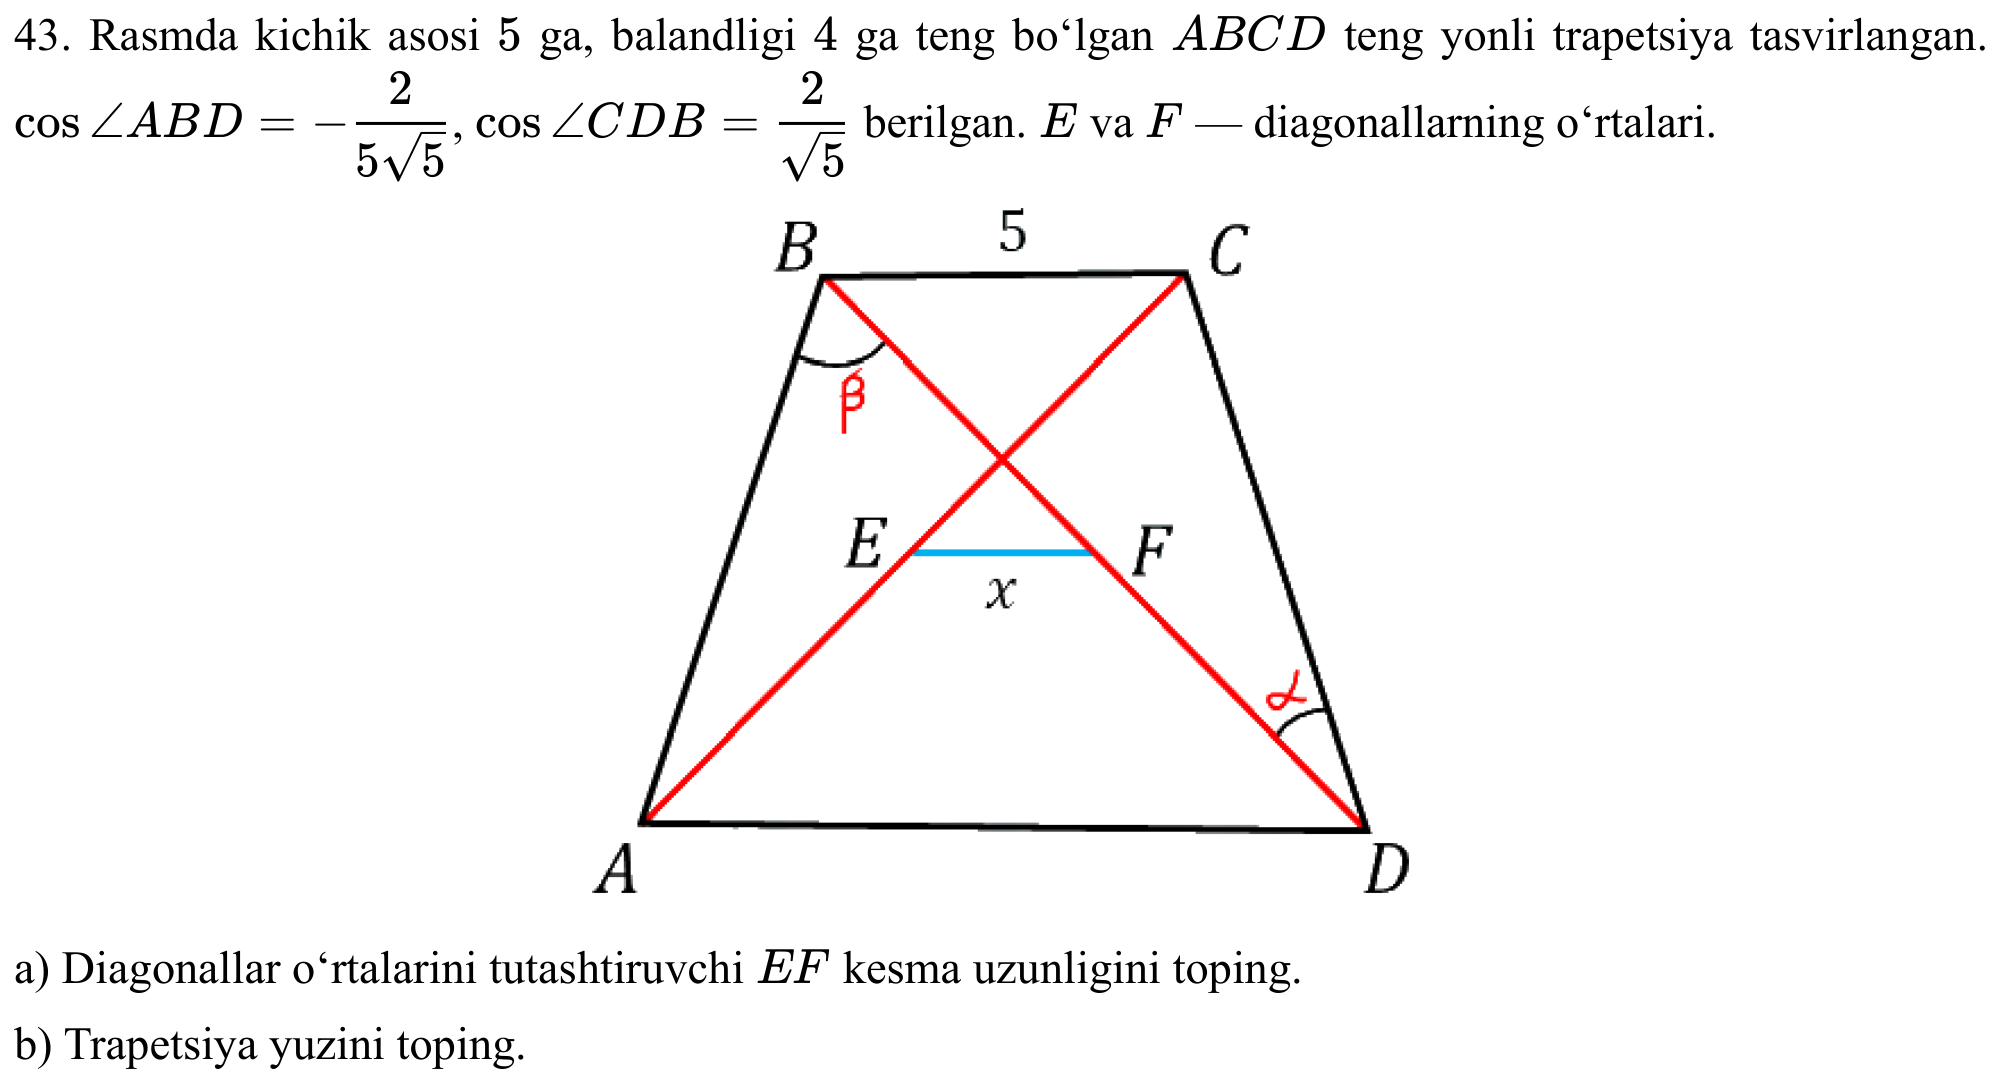 43. Rasmda kichik asosi 5 ga, balandligi 4 ga teng bo‘lgan ABCD teng yonli trapetsiya tasvirlangan.
cos ∠ABD = −2/(5√5), cos ∠CDB = 2/√5 berilgan. E va F — diagonallarning o‘rtalari.
B 5 C
β
E F
x
α
A D
a) Diagonallar o‘rtalarini tutashtiruvchi EF kesma uzunligini toping.
b) Trapetsiya yuzini toping.